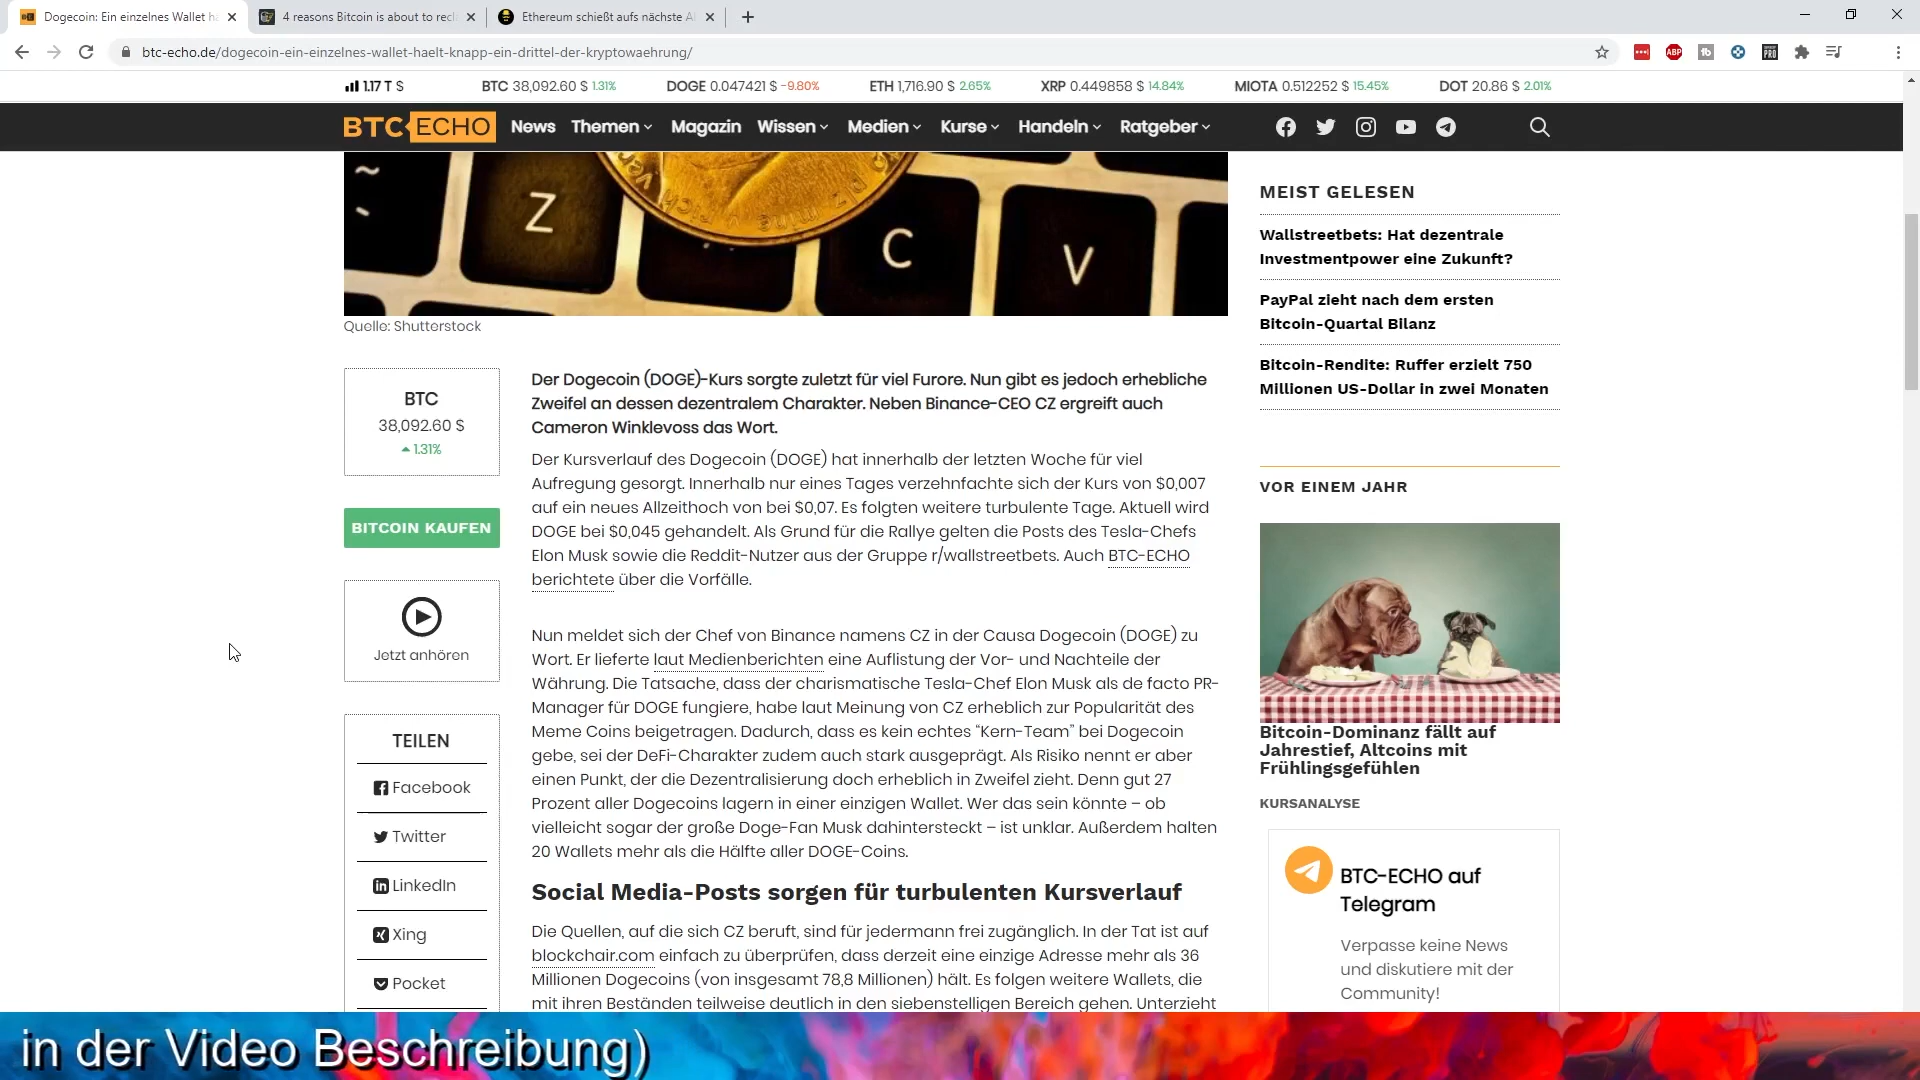 Dogecoin: Ein einzelnes Wallet ha
4 reasons Bitcoin is about to recl
Ethereum schießt aufs nächste Al
btc-echo.de/dogecoin-ein-einzelnes-wallet-haelt-knapp-ein-drittel-der-kryptowaehrung/
1.17 T $
BTC 38,092.60 $ 1.31%
DOGE 0.047421 $ -9.80%
ETH 1,716.90 $ 2.65%
XRP 0.449858 $ 14.84%
MIOTA 0.512252 $ 15.45%
DOT 20.86 $ 2.01%
BTC ECHO
News
Themen
Magazin
Wissen
Medien
Kurse
Handeln
Ratgeber
Z
C
V
Quelle: Shutterstock
BTC
38,092.60 $
1.31%
BITCOIN KAUFEN
Jetzt anhören
TEILEN
Facebook
Twitter
LinkedIn
Xing
Pocket
Der Dogecoin (DOGE)-Kurs sorgte zuletzt für viel Furore. Nun gibt es jedoch erhebliche
Zweifel an dessen dezentralem Charakter. Neben Binance-CEO CZ ergreift auch
Cameron Winklevoss das Wort.
Der Kursverlauf des Dogecoin (DOGE) hat innerhalb der letzten Woche für viel
Aufregung gesorgt. Innerhalb nur eines Tages verzehnfachte sich der Kurs von $0,007
auf ein neues Allzeithoch von bei $0,07. Es folgten weitere turbulente Tage. Aktuell wird
DOGE bei $0,045 gehandelt. Als Grund für die Rallye gelten die Posts des Tesla-Chefs
Elon Musk sowie die Reddit-Nutzer aus der Gruppe r/wallstreetbets. Auch BTC-ECHO
berichtete über die Vorfälle.
Nun meldet sich der Chef von Binance namens CZ in der Causa Dogecoin (DOGE) zu
Wort. Er lieferte laut Medienberichten eine Auflistung der Vor- und Nachteile der
Währung. Die Tatsache, dass der charismatische Tesla-Chef Elon Musk als de facto PR-
Manager für DOGE fungiere, habe laut Meinung von CZ erheblich zur Popularität des
Meme Coins beigetragen. Dadurch, dass es kein echtes “Kern-Team” bei Dogecoin
gebe, sei der DeFi-Charakter zudem auch stark ausgeprägt. Als Risiko nennt er aber
einen Punkt, der die Dezentralisierung doch erheblich in Zweifel zieht. Denn gut 27
Prozent aller Dogecoins lagern in einer einzigen Wallet. Wer das sein könnte – ob
vielleicht sogar der große Doge-Fan Musk dahintersteckt – ist unklar. Außerdem halten
20 Wallets mehr als die Hälfte aller DOGE-Coins.
Social Media-Posts sorgen für turbulenten Kursverlauf
Die Quellen, auf die sich CZ beruft, sind für jedermann frei zugänglich. In der Tat ist auf
blockchair.com einfach zu überprüfen, dass derzeit eine einzige Adresse mehr als 36
Millionen Dogecoins (von insgesamt 78,8 Millionen) hält. Es folgen weitere Wallets, die
mit ihren Beständen teilweise deutlich in den siebenstelligen Bereich gehen. Unterzieht
MEIST GELESEN
Wallstreetbets: Hat dezentrale
Investmentpower eine Zukunft?
PayPal zieht nach dem ersten
Bitcoin-Quartal Bilanz
Bitcoin-Rendite: Ruffer erzielt 750
Millionen US-Dollar in zwei Monaten
VOR EINEM JAHR
Bitcoin-Dominanz fällt auf
Jahrestief, Altcoins mit
Frühlingsgefühlen
KURSANALYSE
BTC-ECHO auf
Telegram
Verpasse keine News
und diskutiere mit der
Community!
in der Video Beschreibung)